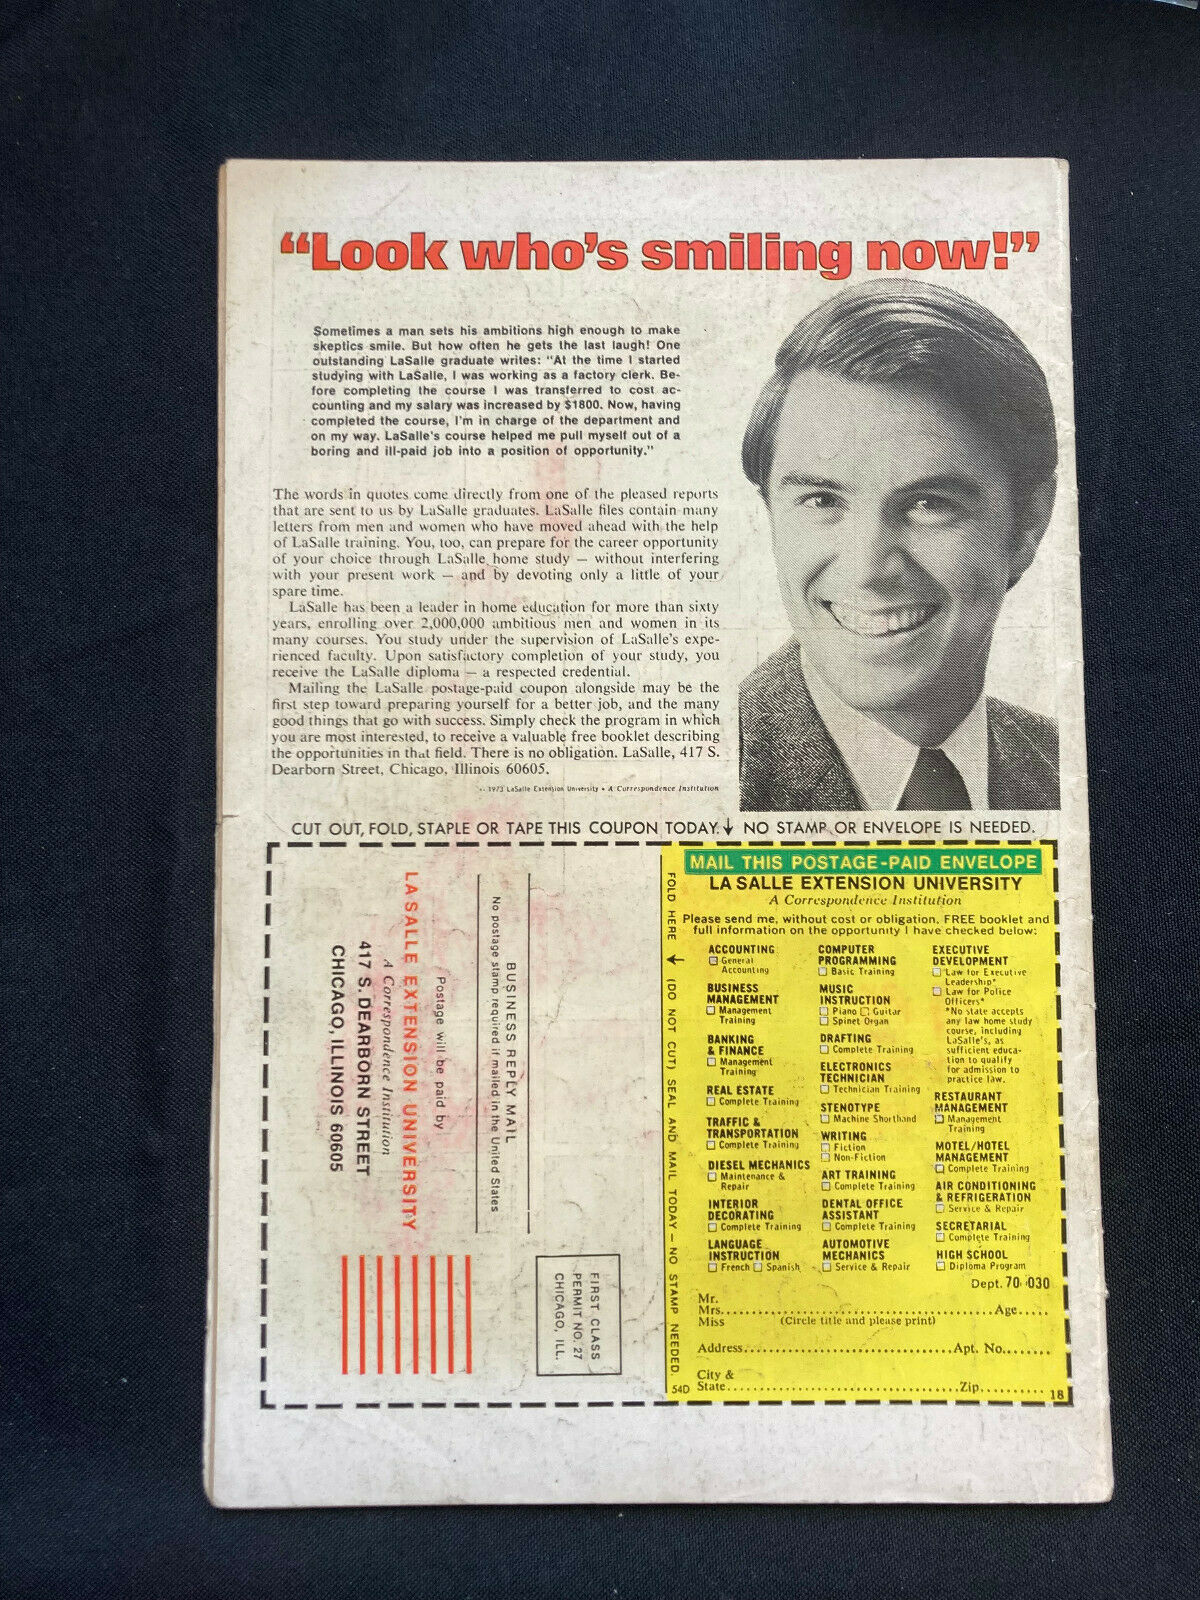 “Look who’s smiling now!”
Sometimes a man sets his ambitions high enough to make
skeptics smile. But how often he gets the last laugh! One
outstanding LaSalle graduate writes: “At the time I started
studying with LaSalle, I was working as a factory clerk. Be-
fore completing the course I was transferred to cost ac-
counting and my salary was increased by $1800. Now, having
completed the course, I’m in charge of the department and
on my way. LaSalle’s course helped me pull myself out of a
boring and ill-paid job into a position of opportunity.”
The words in quotes come directly from one of the pleased reports
that are sent to us by LaSalle graduates. LaSalle files contain many
letters from men and women who have moved ahead with the help
of LaSalle training. You, too, can prepare for the career opportunity
of your choice through LaSalle home study — without interfering
with your present work — and by devoting only a little of your
spare time.
LaSalle has been a leader in home education for more than sixty
years, enrolling over 2,000,000 ambitious men and women in its
many courses. You study under the supervision of LaSalle’s expe-
rienced faculty. Upon satisfactory completion of your study, you
receive the LaSalle diploma — a respected credential.
Mailing the LaSalle postage-paid coupon alongside may be the
first step toward preparing yourself for a better job, and the many
good things that go with success. Simply check the program in which
you are most interested, to receive a valuable free booklet describing
the opportunities in that field. There is no obligation. LaSalle, 417 S.
Dearborn Street, Chicago, Illinois 60605.
1973 LaSalle Extension University • A Correspondence Institution
CUT OUT, FOLD, STAPLE OR TAPE THIS COUPON TODAY. ↓ NO STAMP OR ENVELOPE IS NEEDED.
FIRST CLASS
PERMIT NO. 27
CHICAGO, ILL.
BUSINESS REPLY MAIL
No postage stamp required if mailed in the United States
Postage will be paid by
LA SALLE EXTENSION UNIVERSITY
A Correspondence Institution
417 S. DEARBORN STREET
CHICAGO, ILLINOIS 60605
FOLD HERE → (DO NOT CUT) SEAL AND MAIL TODAY — NO STAMP NEEDED.
54D
MAIL THIS POSTAGE-PAID ENVELOPE
LA SALLE EXTENSION UNIVERSITY
A Correspondence Institution
Please send me, without cost or obligation, FREE booklet and
full information on the opportunity I have checked below:
ACCOUNTING
☐ General
Accounting
BUSINESS
MANAGEMENT
☐ Management
Training
BANKING
& FINANCE
☐ Management
Training
REAL ESTATE
☐ Complete Training
TRAFFIC &
TRANSPORTATION
☐ Complete Training
DIESEL MECHANICS
☐ Maintenance &
Repair
INTERIOR
DECORATING
☐ Complete Training
LANGUAGE
INSTRUCTION
☐ French ☐ Spanish
COMPUTER
PROGRAMMING
☐ Basic Training
MUSIC
INSTRUCTION
☐ Piano ☐ Guitar
☐ Spinet Organ
DRAFTING
☐ Complete Training
ELECTRONICS
TECHNICIAN
☐ Technician Training
STENOTYPE
☐ Machine Shorthand
WRITING
☐ Fiction
☐ Non-Fiction
ART TRAINING
☐ Complete Training
DENTAL OFFICE
ASSISTANT
☐ Complete Training
AUTOMOTIVE
MECHANICS
☐ Service & Repair
EXECUTIVE
DEVELOPMENT
☐ Law for Executive
Leadership*
☐ Law for Police
Officers*
*No state accepts
any law home study
course, including
LaSalle's, as
sufficient educa-
tion to qualify
for admission to
practice law.
RESTAURANT
MANAGEMENT
☐ Management
Training
MOTEL/HOTEL
MANAGEMENT
☐ Complete Training
AIR CONDITIONING
& REFRIGERATION
☐ Service & Repair
SECRETARIAL
☐ Complete Training
HIGH SCHOOL
☐ Diploma Program
Dept. 70-030
Mr.
Mrs.............................................Age.....
Miss (Circle title and please print)
Address...................................Apt. No........
City &
State.......................................Zip..........
18